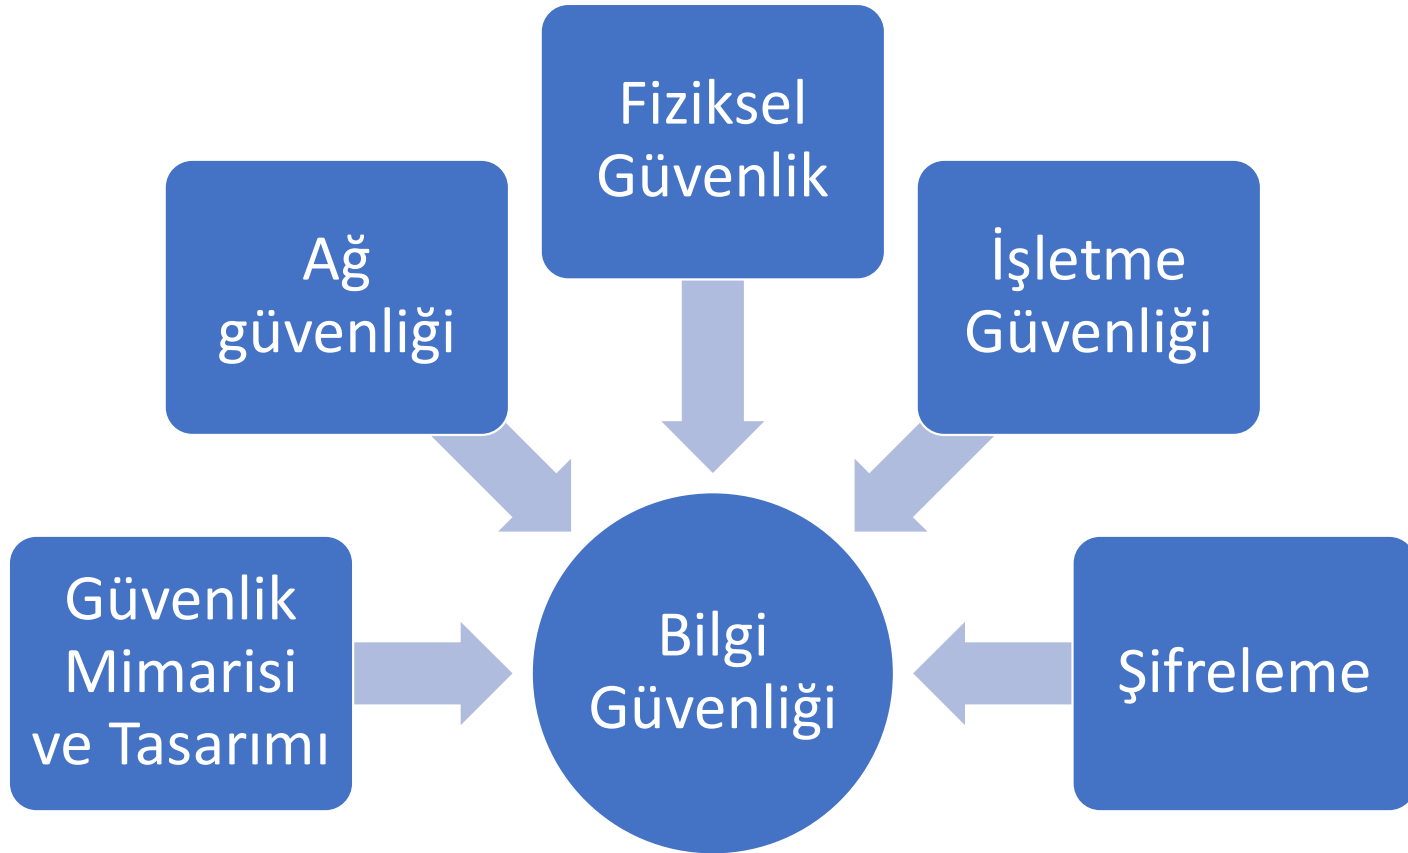 Fiziksel
Güvenlik
Ağ
güvenliği
İşletme
Güvenliği
Güvenlik
Mimarisi
ve Tasarımı
Bilgi
Güvenliği
Şifreleme